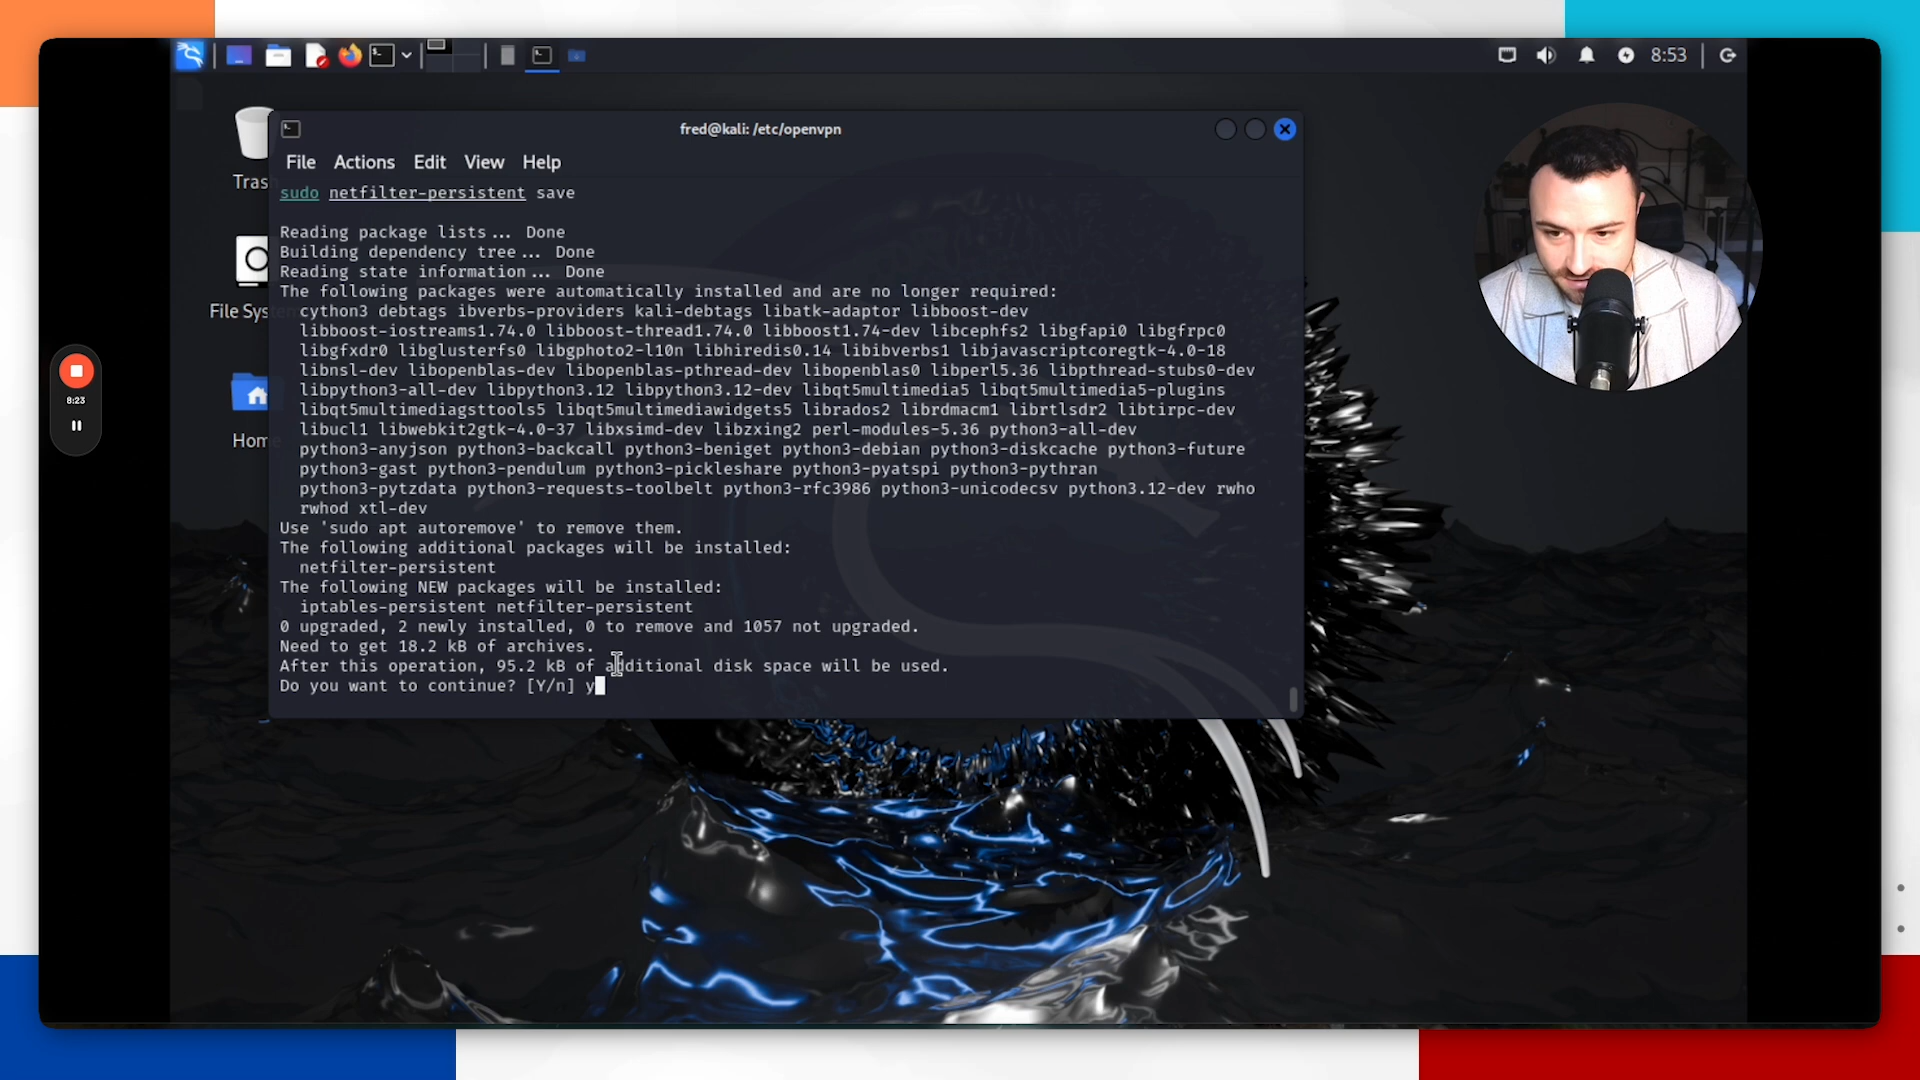 8:53
fred@kali: /etc/openvpn
File Actions Edit View Help
sudo netfilter-persistent save
Reading package lists... Done
Building dependency tree... Done
Reading state information... Done
The following packages were automatically installed and are no longer required:
cython3 debtags ibverbs-providers kali-debtags libatk-adaptor libboost-dev
libboost-iostreams1.74.0 libboost-thread1.74.0 libboost1.74-dev libcephfs2 libgfapi0 libgfrpc0
libgfxdr0 libglusterfs0 libgphoto2-l10n libhiredis0.14 libibverbs1 libjavascriptcoregtk-4.0-18
libnsl-dev libopenblas-dev libopenblas-pthread-dev libopenblas0 libperl5.36 libpthread-stubs0-dev
libpython3-all-dev libpython3.12 libpython3.12-dev libqt5multimedia5 libqt5multimedia5-plugins
libqt5multimediagsttools5 libqt5multimediawidgets5 librados2 librdmacm1 librtlsdr2 libtirpc-dev
libucl1 libwebkit2gtk-4.0-37 libxsimd-dev libzxing2 perl-modules-5.36 python3-all-dev
python3-anyjson python3-backcall python3-beniget python3-debian python3-diskcache python3-future
python3-gast python3-pendulum python3-pickleshare python3-pyatspi python3-pythran
python3-pytzdata python3-requests-toolbelt python3-rfc3986 python3-unicodecsv python3.12-dev rwho
rwhod xtl-dev
Use 'sudo apt autoremove' to remove them.
The following additional packages will be installed:
netfilter-persistent
The following NEW packages will be installed:
iptables-persistent netfilter-persistent
0 upgraded, 2 newly installed, 0 to remove and 1057 not upgraded.
Need to get 18.2 kB of archives.
After this operation, 95.2 kB of additional disk space will be used.
Do you want to continue? [Y/n] y
Tras
File Sys
Hom
8:23